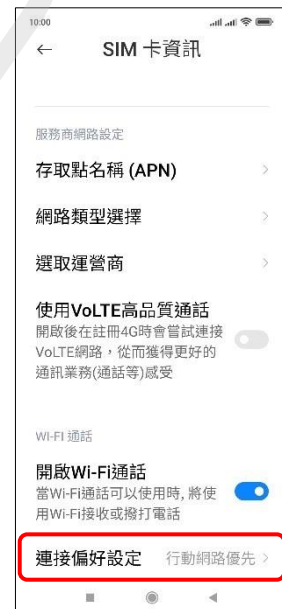 10:00
SIM 卡資訊
服務商網路設定
存取點名稱 (APN)
網路類型選擇
選取運營商
使用VoLTE高品質通話
開啟後在註冊4G時會嘗試連接
VoLTE網路，從而獲得更好的
通訊業務(通話等)感受
WI-FI 通話
開啟Wi-Fi通話
當Wi-Fi通話可以使用時, 將使
用Wi-Fi接收或撥打電話
連接偏好設定 行動網路優先